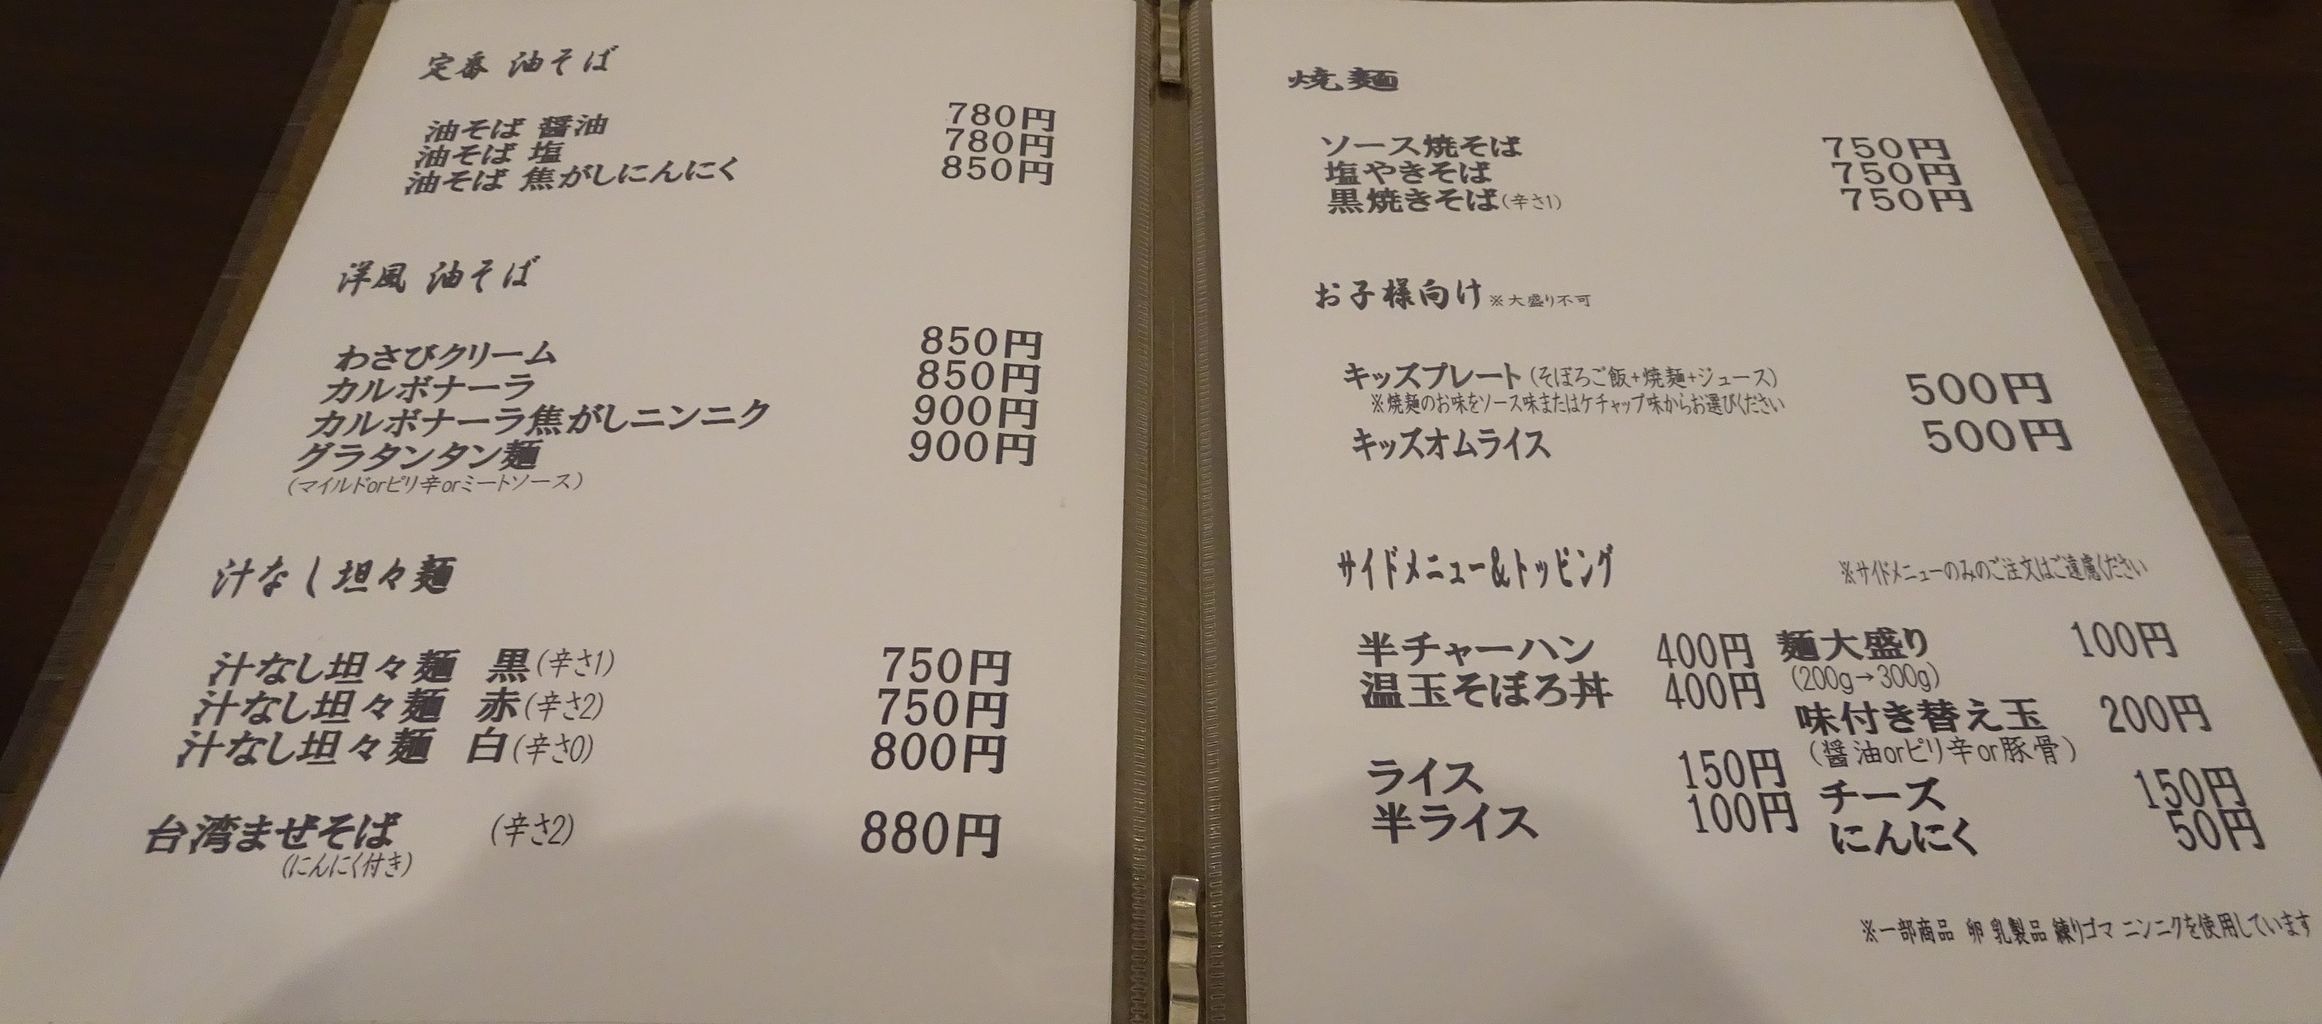 定番 油そば
油そば 醤油 780円
油そば 塩 780円
油そば 焦がしにんにく 850円
洋風 油そば
わさびクリーム 850円
カルボナーラ 850円
カルボナーラ焦がしニンニク 900円
グラタンタン麺 900円
(マイルドorピリ辛orミートソース)
汁なし坦々麺
汁なし坦々麺 黒(辛さ1) 750円
汁なし坦々麺 赤(辛さ2) 750円
汁なし坦々麺 白(辛さ0) 800円
台湾まぜそば (辛さ2) 880円
(にんにく付き)
焼麺
ソース焼そば 750円
塩やきそば 750円
黒焼きそば(辛さ1) 750円
お子様向け※大盛り不可
キッズプレート(そぼろご飯+焼麺+ジュース) 500円
※焼麺のお味をソース味またはケチャップ味からお選びください
キッズオムライス 500円
サイドメニュー&トッピング ※サイドメニューのみのご注文はご遠慮ください
半チャーハン 400円
温玉そぼろ丼 400円
ライス 150円
半ライス 100円
麺大盛り 100円
(200g→300g)
味付き替え玉 200円
(醤油orピリ辛or豚骨)
チーズ 150円
にんにく 50円
※一部商品 卵 乳製品 練りゴマ ニンニクを使用しています